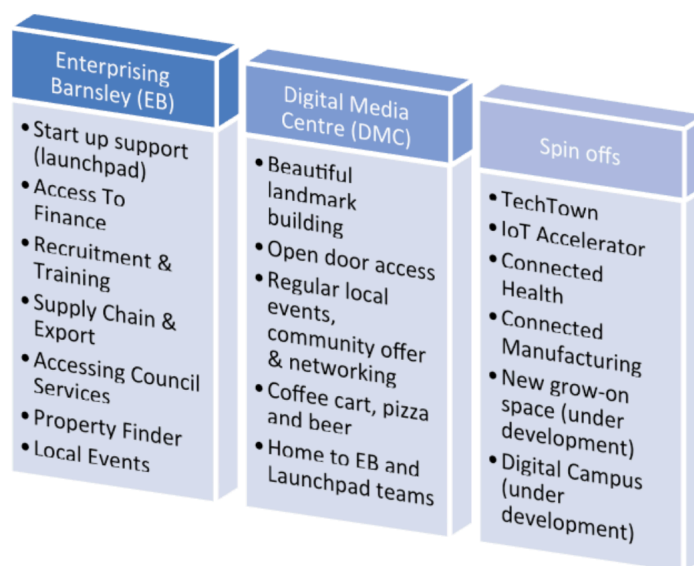 Enterprising
Barnsley (EB)
• Start up support
(launchpad)
• Access To
Finance
• Recruitment &
Training
• Supply Chain &
Export
• Accessing Council
Services
• Property Finder
• Local Events
Digital Media
Centre (DMC)
• Beautiful
landmark
building
• Open door access
• Regular local
events,
community offer
& networking
• Coffee cart, pizza
and beer
• Home to EB and
Launchpad teams
Spin offs
• TechTown
• IoT Accelerator
• Connected
Health
• Connected
Manufacturing
• New grow-on
space (under
development)
• Digital Campus
(under
development)